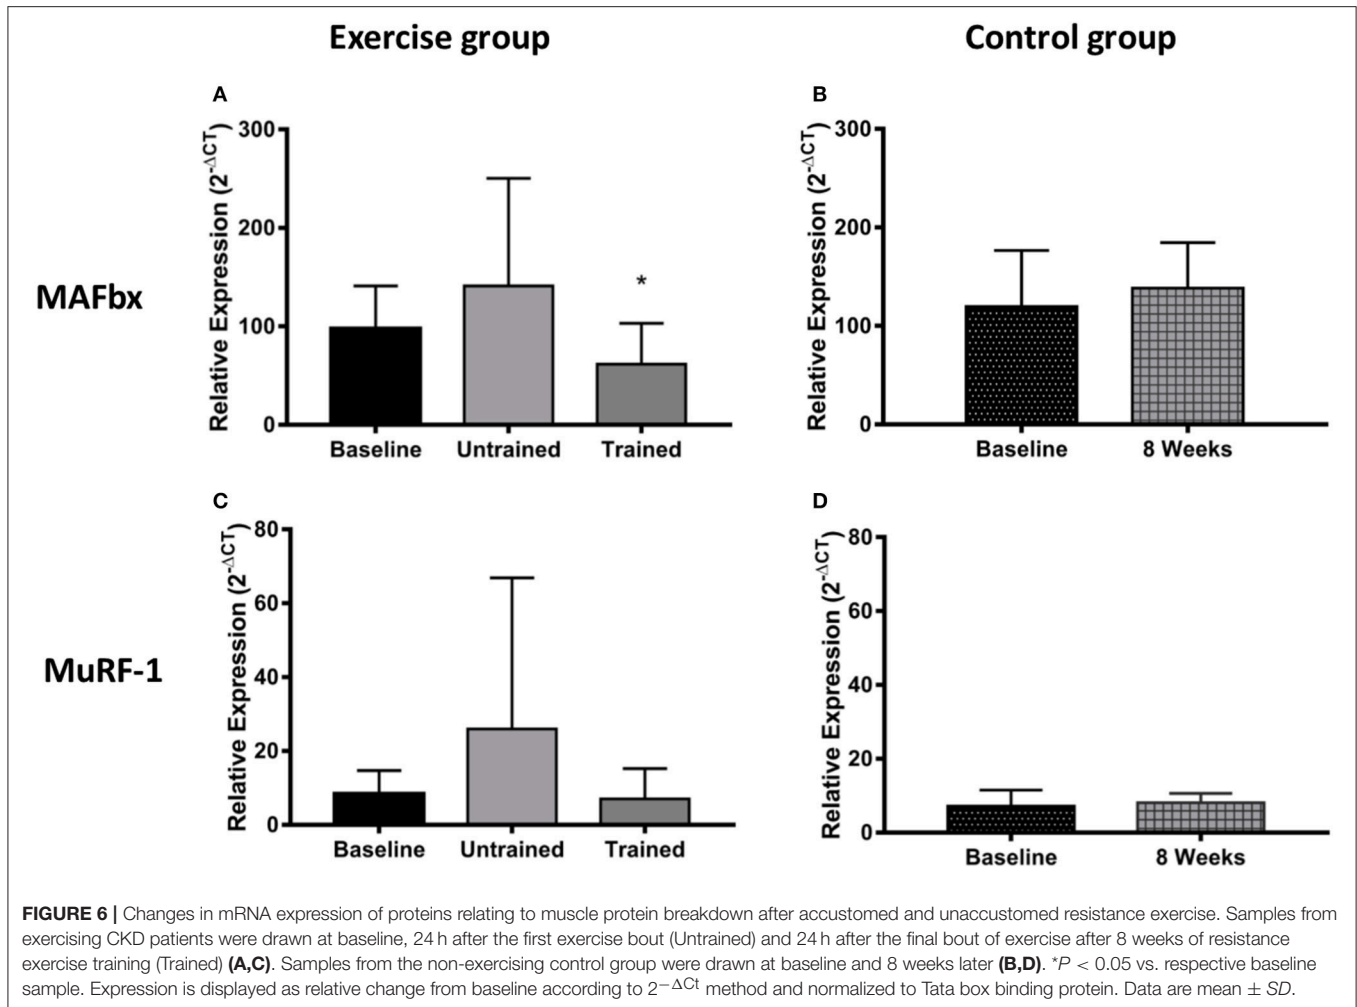 Exercise group
Control group
A
B
MAFbx
Relative Expression (2^-ΔCT)
300
200
100
0
*
Baseline Untrained Trained
Relative Expression (2^-ΔCT)
300
200
100
0
Baseline 8 Weeks
C
D
MuRF-1
Relative Expression (2^-ΔCT)
80
60
40
20
0
Baseline Untrained Trained
Relative Expression (2^-ΔCT)
80
60
40
20
0
Baseline 8 Weeks
FIGURE 6 | Changes in mRNA expression of proteins relating to muscle protein breakdown after accustomed and unaccustomed resistance exercise. Samples from
exercising CKD patients were drawn at baseline, 24 h after the first exercise bout (Untrained) and 24 h after the final bout of exercise after 8 weeks of resistance
exercise training (Trained) (A,C). Samples from the non-exercising control group were drawn at baseline and 8 weeks later (B,D). *P < 0.05 vs. respective baseline
sample. Expression is displayed as relative change from baseline according to 2^−ΔCt method and normalized to Tata box binding protein. Data are mean ± SD.